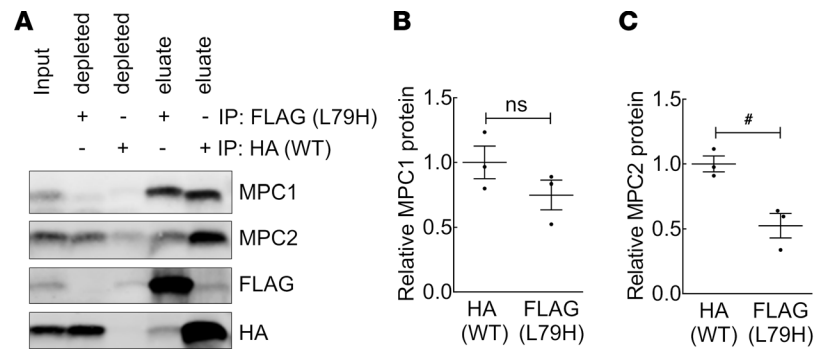 A
Input
depleted
depleted
eluate
eluate
+ - + - IP: FLAG (L79H)
- + - + IP: HA (WT)
MPC1
MPC2
FLAG
HA
B
Relative MPC1 protein
1.5
1.0
0.5
0.0
ns
HA
(WT)
FLAG
(L79H)
C
Relative MPC2 protein
1.5
1.0
0.5
0.0
#
HA
(WT)
FLAG
(L79H)